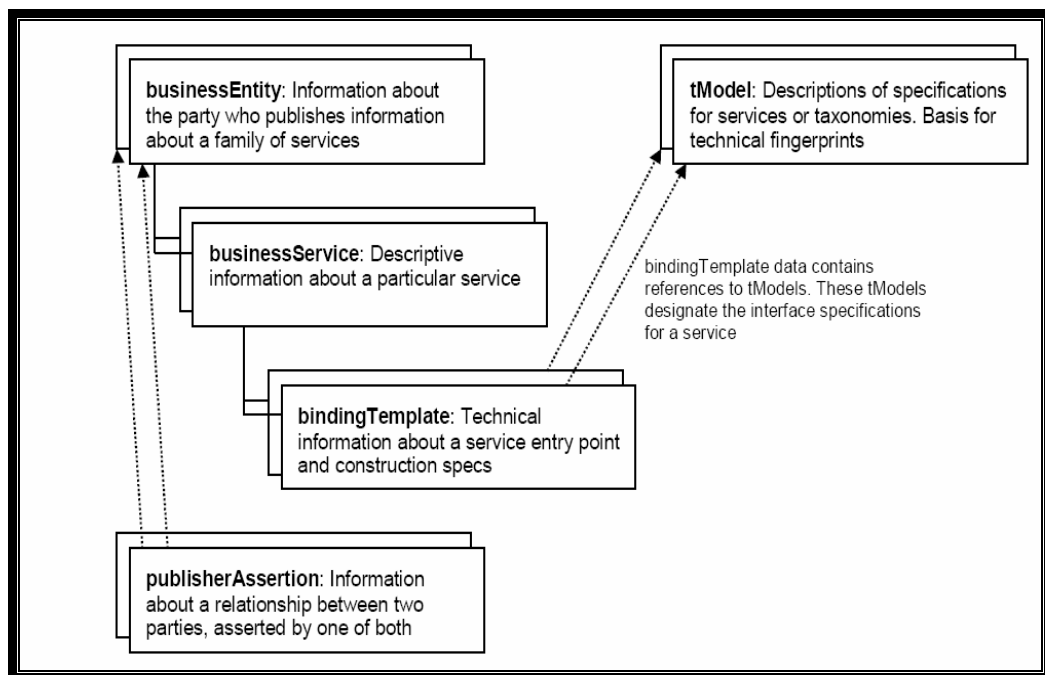 businessEntity: Information about
the party who publishes information
about a family of services
tModel: Descriptions of specifications
for services or taxonomies. Basis for
technical fingerprints
businessService: Descriptive
information about a particular service
bindingTemplate data contains
references to tModels. These tModels
designate the interface specifications
for a service
bindingTemplate: Technical
information about a service entry point
and construction specs
publisherAssertion: Information
about a relationship between two
parties, asserted by one of both